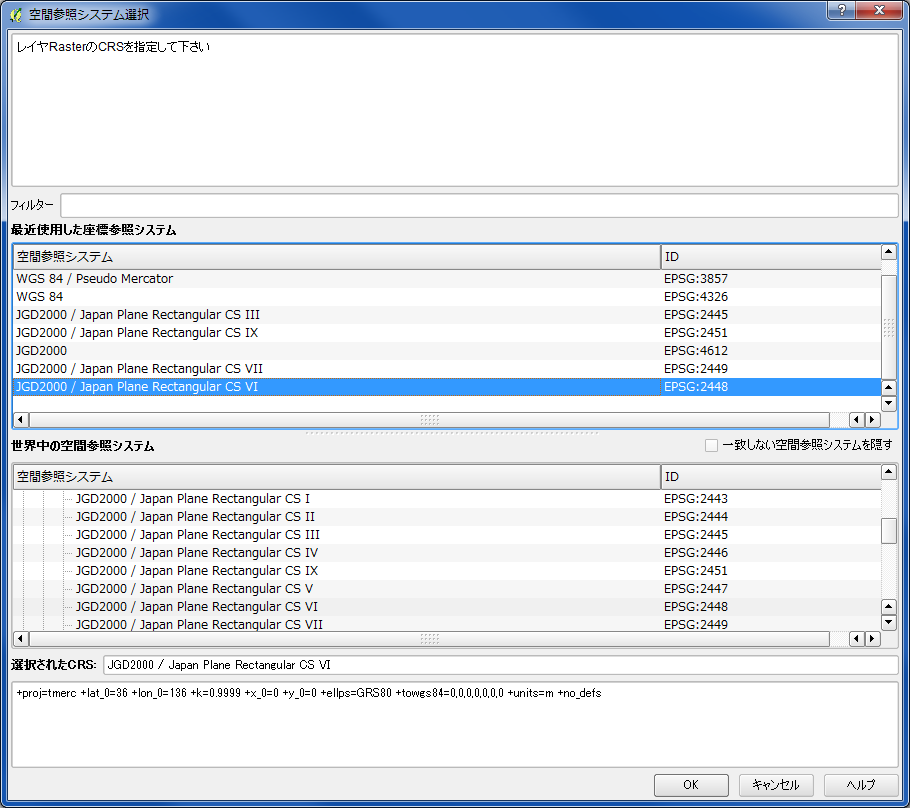 空間参照システム選択
?
レイヤRasterのCRSを指定して下さい
フィルター
最近使用した座標参照システム
空間参照システム ID
WGS 84 / Pseudo Mercator EPSG:3857
WGS 84 EPSG:4326
JGD2000 / Japan Plane Rectangular CS III EPSG:2445
JGD2000 / Japan Plane Rectangular CS IX EPSG:2451
JGD2000 EPSG:4612
JGD2000 / Japan Plane Rectangular CS VII EPSG:2449
JGD2000 / Japan Plane Rectangular CS VI EPSG:2448
世界中の空間参照システム 一致しない空間参照システムを隠す
空間参照システム ID
JGD2000 / Japan Plane Rectangular CS I EPSG:2443
JGD2000 / Japan Plane Rectangular CS II EPSG:2444
JGD2000 / Japan Plane Rectangular CS III EPSG:2445
JGD2000 / Japan Plane Rectangular CS IV EPSG:2446
JGD2000 / Japan Plane Rectangular CS IX EPSG:2451
JGD2000 / Japan Plane Rectangular CS V EPSG:2447
JGD2000 / Japan Plane Rectangular CS VI EPSG:2448
JGD2000 / Japan Plane Rectangular CS VII EPSG:2449
選択されたCRS: JGD2000 / Japan Plane Rectangular CS VI
+proj=tmerc +lat_0=36 +lon_0=136 +k=0.9999 +x_0=0 +y_0=0 +ellps=GRS80 +towgs84=0,0,0,0,0,0,0 +units=m +no_defs
OK キャンセル ヘルプ